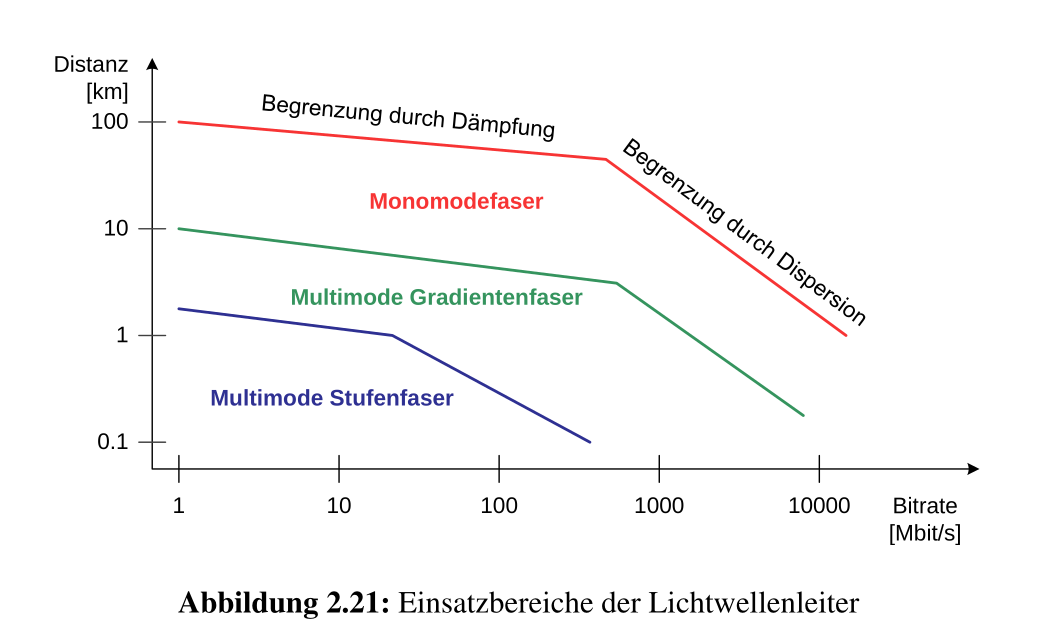 Distanz
[km]
100
10
1
0.1
Begrenzung durch Dämpfung
Begrenzung durch Dispersion
Monomodefaser
Multimode Gradientenfaser
Multimode Stufenfaser
1 10 100 1000 10000 Bitrate
[Mbit/s]
Abbildung 2.21: Einsatzbereiche der Lichtwellenleiter